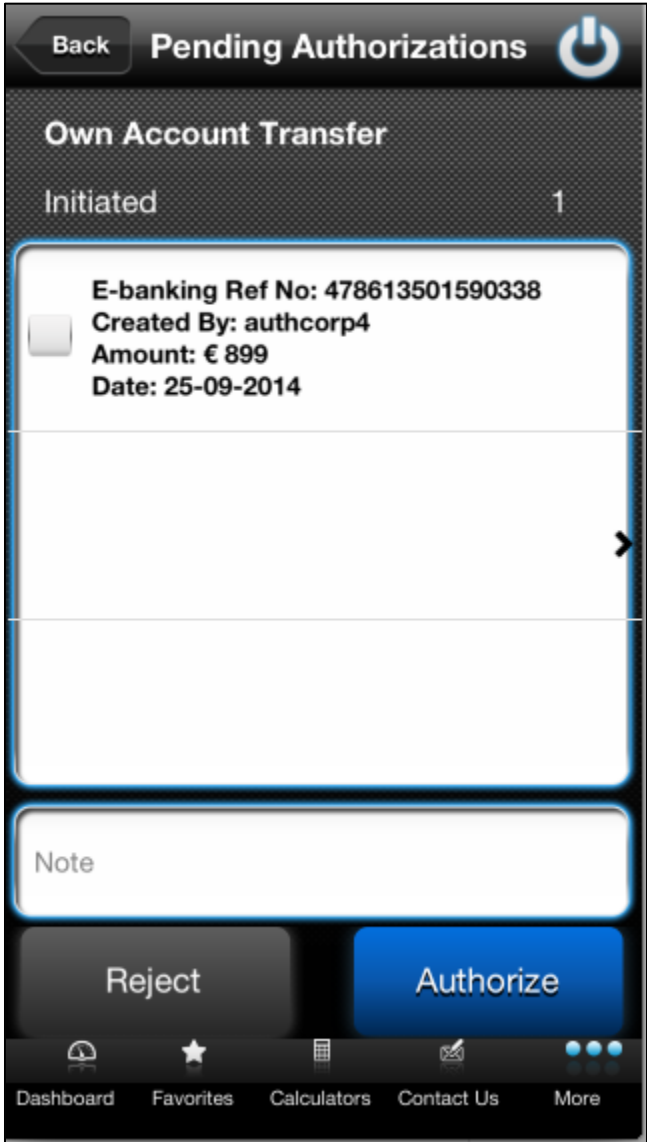 Back Pending Authorizations
Own Account Transfer
Initiated 1
E-banking Ref No: 478613501590338
Created By: authcorp4
Amount: € 899
Date: 25-09-2014
Note
Reject Authorize
Dashboard Favorites Calculators Contact Us More